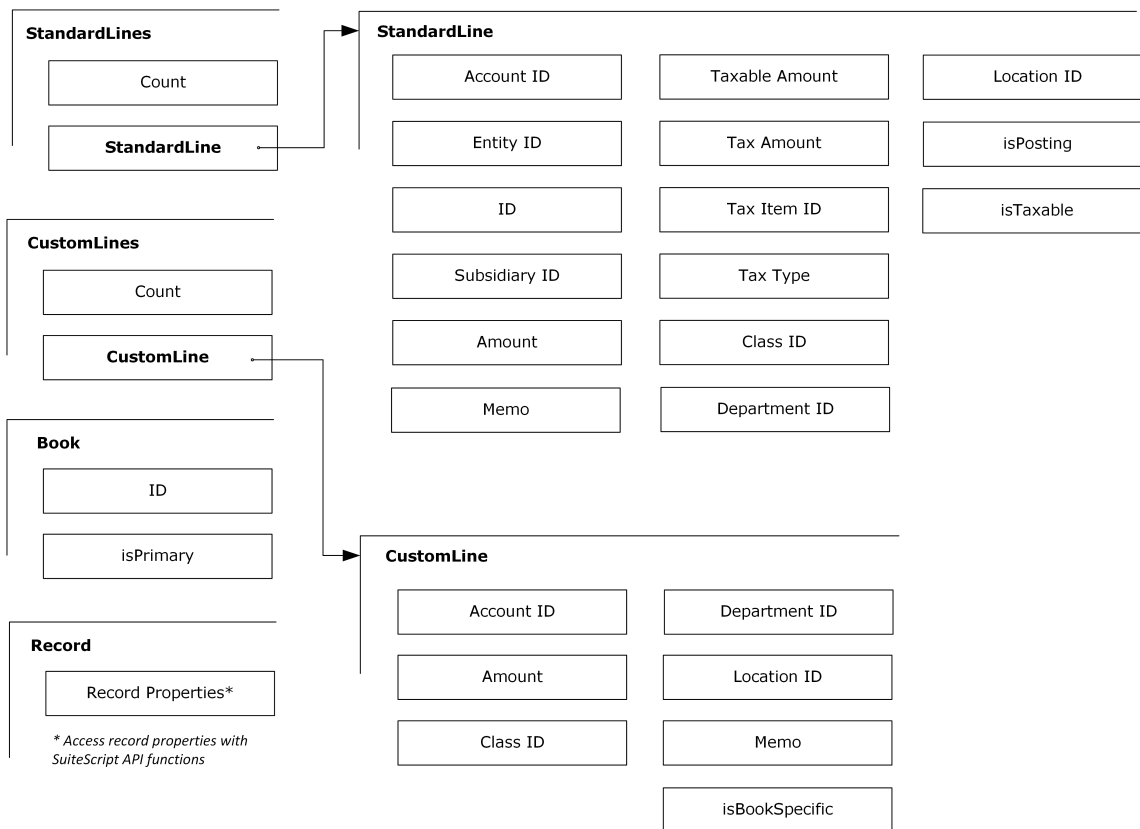 StandardLines
Count
StandardLine
CustomLines
Count
CustomLine
Book
ID
isPrimary
Record
Record Properties*
* Access record properties with
SuiteScript API functions
StandardLine
Account ID
Entity ID
ID
Subsidiary ID
Amount
Memo
Taxable Amount
Tax Amount
Tax Item ID
Tax Type
Class ID
Department ID
Location ID
isPosting
isTaxable
CustomLine
Account ID
Amount
Class ID
Department ID
Location ID
Memo
isBookSpecific